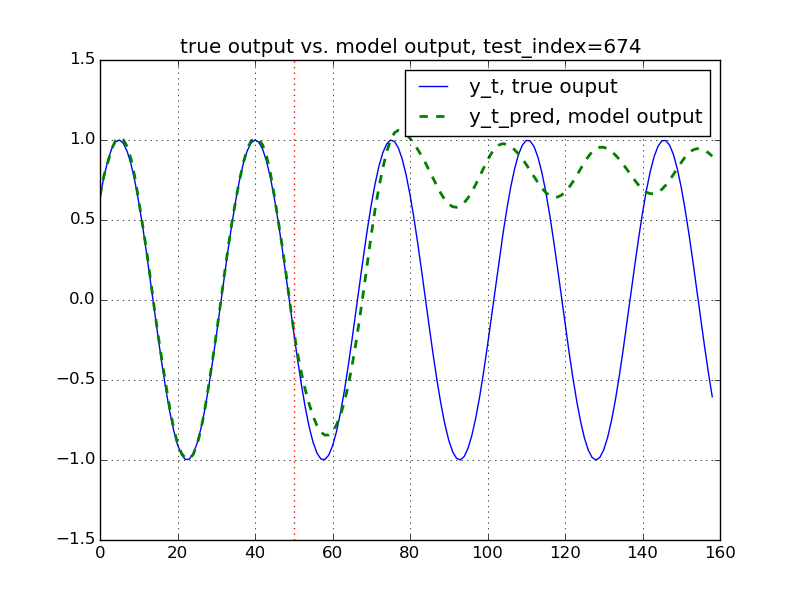 true output vs. model output, test_index=674
y_t, true ouput
y_t_pred, model output
1.5
1.0
0.5
0.0
−0.5
−1.0
−1.5
0 20 40 60 80 100 120 140 160